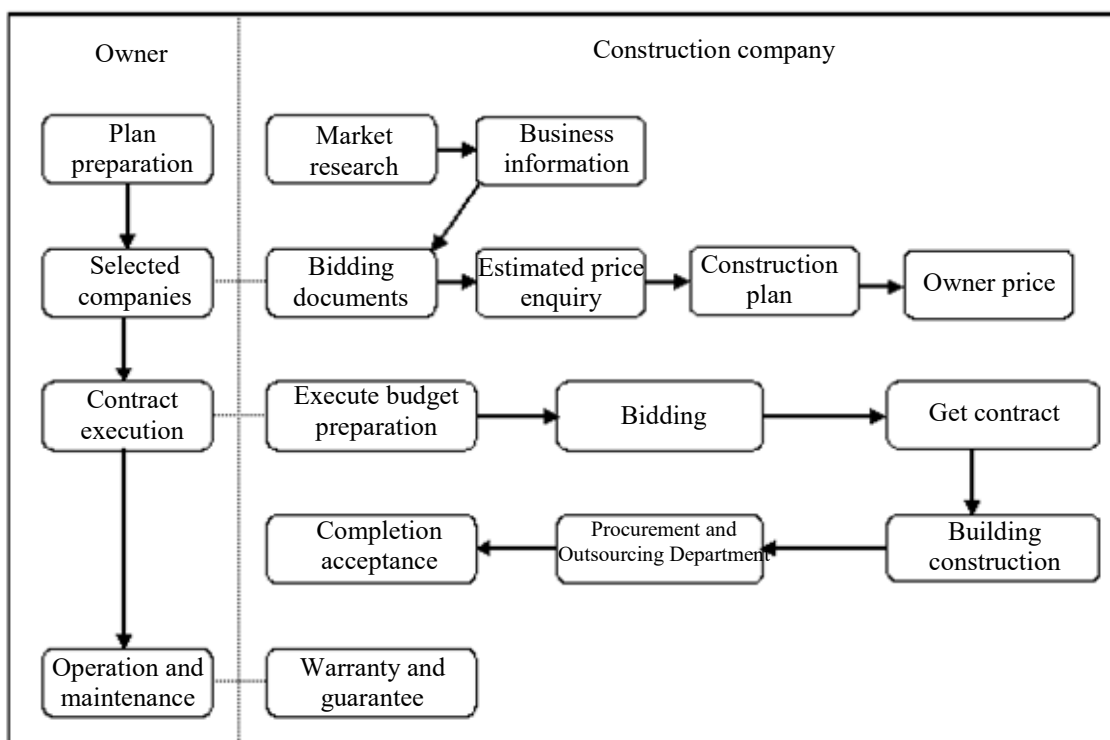 Owner
Construction company
Plan
preparation
Market
research
Business
information
Selected
companies
Bidding
documents
Estimated price
enquiry
Construction
plan
Owner price
Contract
execution
Execute budget
preparation
Bidding
Get contract
Completion
acceptance
Procurement and
Outsourcing Department
Building
construction
Operation and
maintenance
Warranty and
guarantee